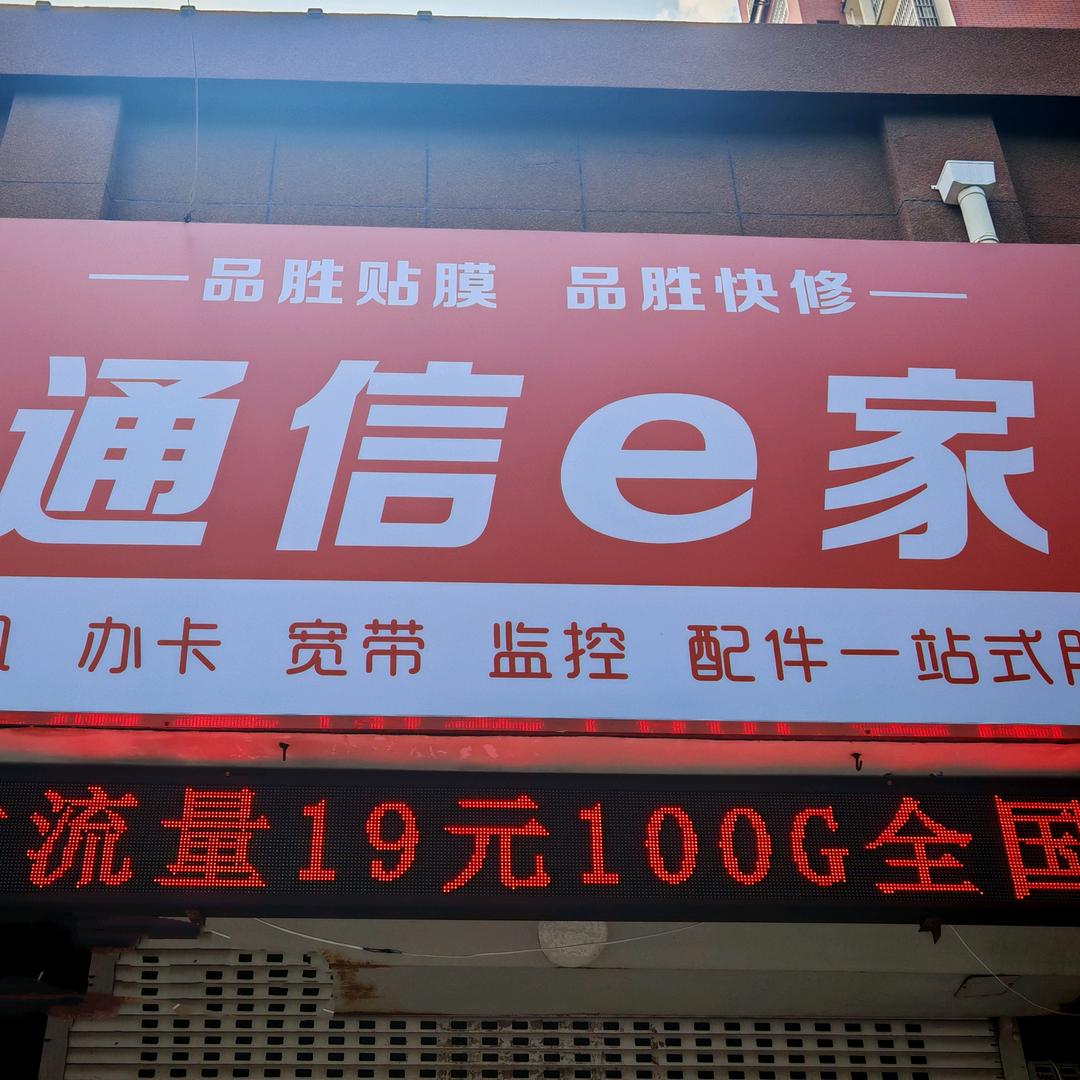 品胜贴膜 品胜快修
通信e家
办卡 宽带 监控 配件一站式
流量19元100G全国